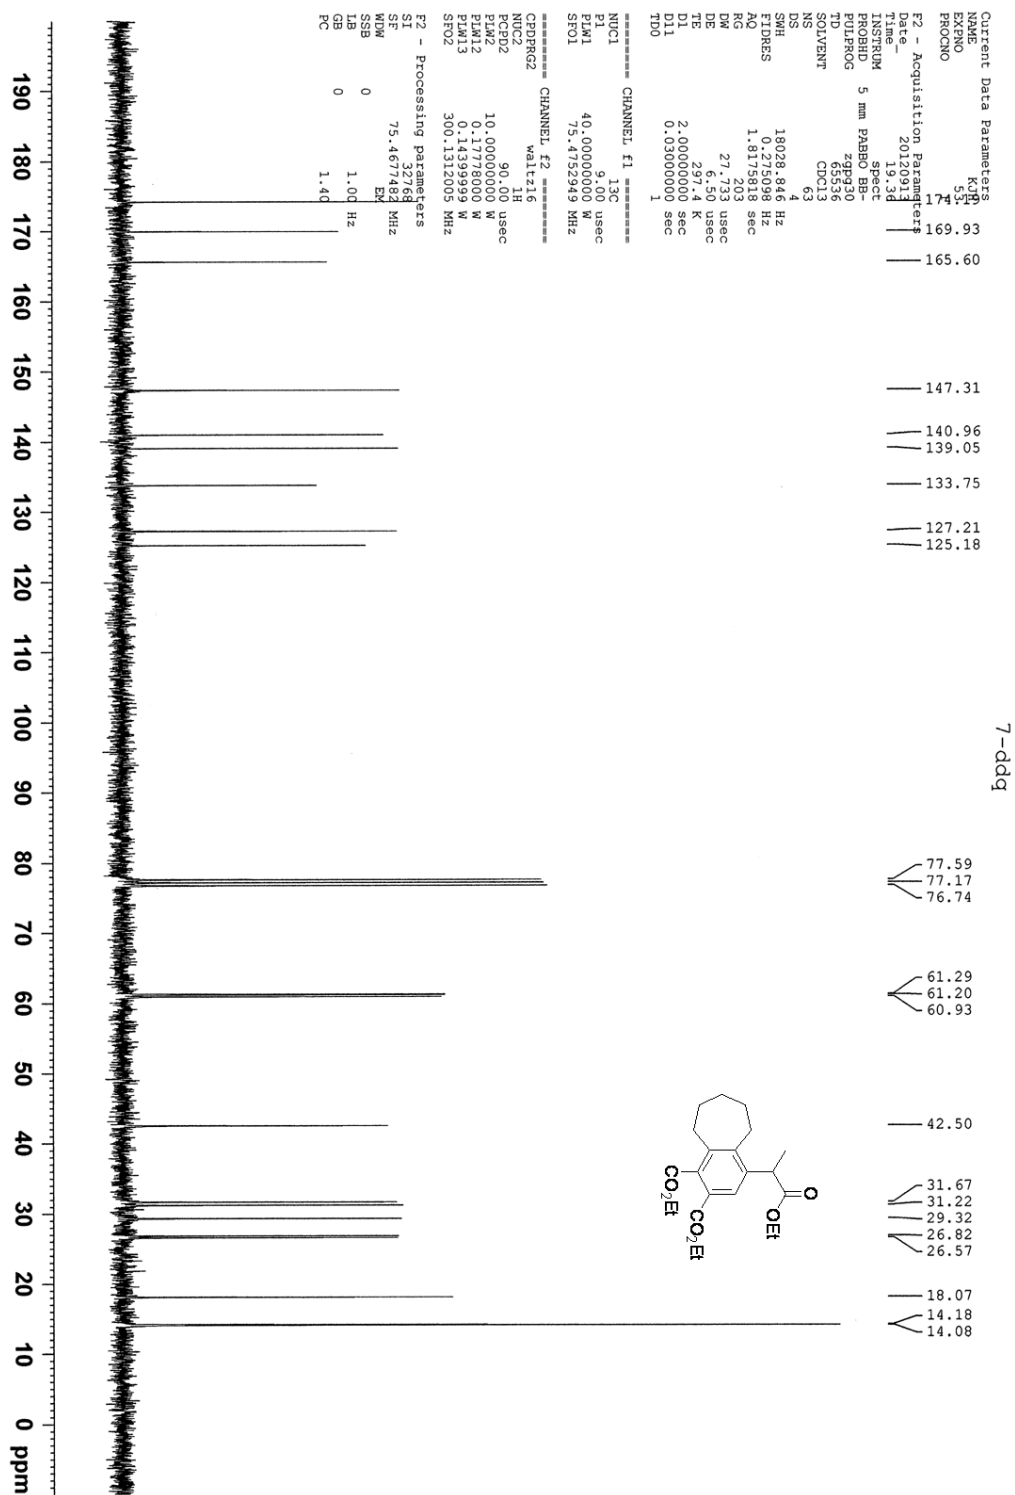 7-ddq
Current Data Parameters
NAME KJH
EXPNO 53
PROCNO
F2 - Acquisition Parameters
Date_ 20120913
Time_ 19.36
INSTRUM spect
PROBHD 5 mm PABBO BB-
PULPROG zgpg30
TD 65536
SOLVENT CDCl3
NS 63
DS 4
SWH 18028.846 Hz
FIDRES 0.275098 Hz
AQ 1.8175818 sec
RG 203
DW 27.733 usec
DE 6.50 usec
TE 297.4 K
D1 2.00000000 sec
D11 0.03000000 sec
TD0 1
======== CHANNEL f1 ========
NUC1 13C
P1 9.00 usec
PLW1 40.00000000 W
SFO1 75.4752949 MHz
======== CHANNEL f2 ========
CPDPRG2 waltz16
NUC2 1H
PCPD2 90.00 usec
PLW2 10.00000000 W
PLW12 0.17778000 W
PLW13 0.14399999 W
SFO2 300.1312005 MHz
F2 - Processing parameters
SI 32768
SF 75.4677482 MHz
WDW EM
SSB 0
LB 1.00 Hz
GB 0
PC 1.40
169.93
165.60
147.31
140.96
139.05
133.75
127.21
125.18
77.59
77.17
76.74
61.29
61.20
60.93
42.50
31.67
31.22
29.32
26.82
26.57
18.07
14.18
14.08
O
OEt
CO2Et
CO2Et
190 180 170 160 150 140 130 120 110 100 90 80 70 60 50 40 30 20 10 0 ppm